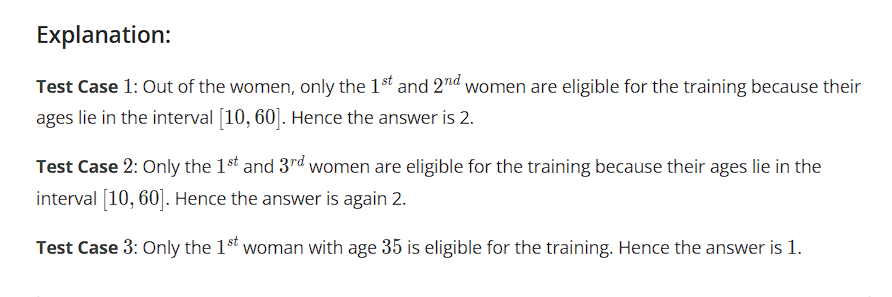 Explanation:
Test Case 1: Out of the women, only the 1st and 2nd women are eligible for the training because their
ages lie in the interval [10, 60]. Hence the answer is 2.
Test Case 2: Only the 1st and 3rd women are eligible for the training because their ages lie in the
interval [10, 60]. Hence the answer is again 2.
Test Case 3: Only the 1st woman with age 35 is eligible for the training. Hence the answer is 1.